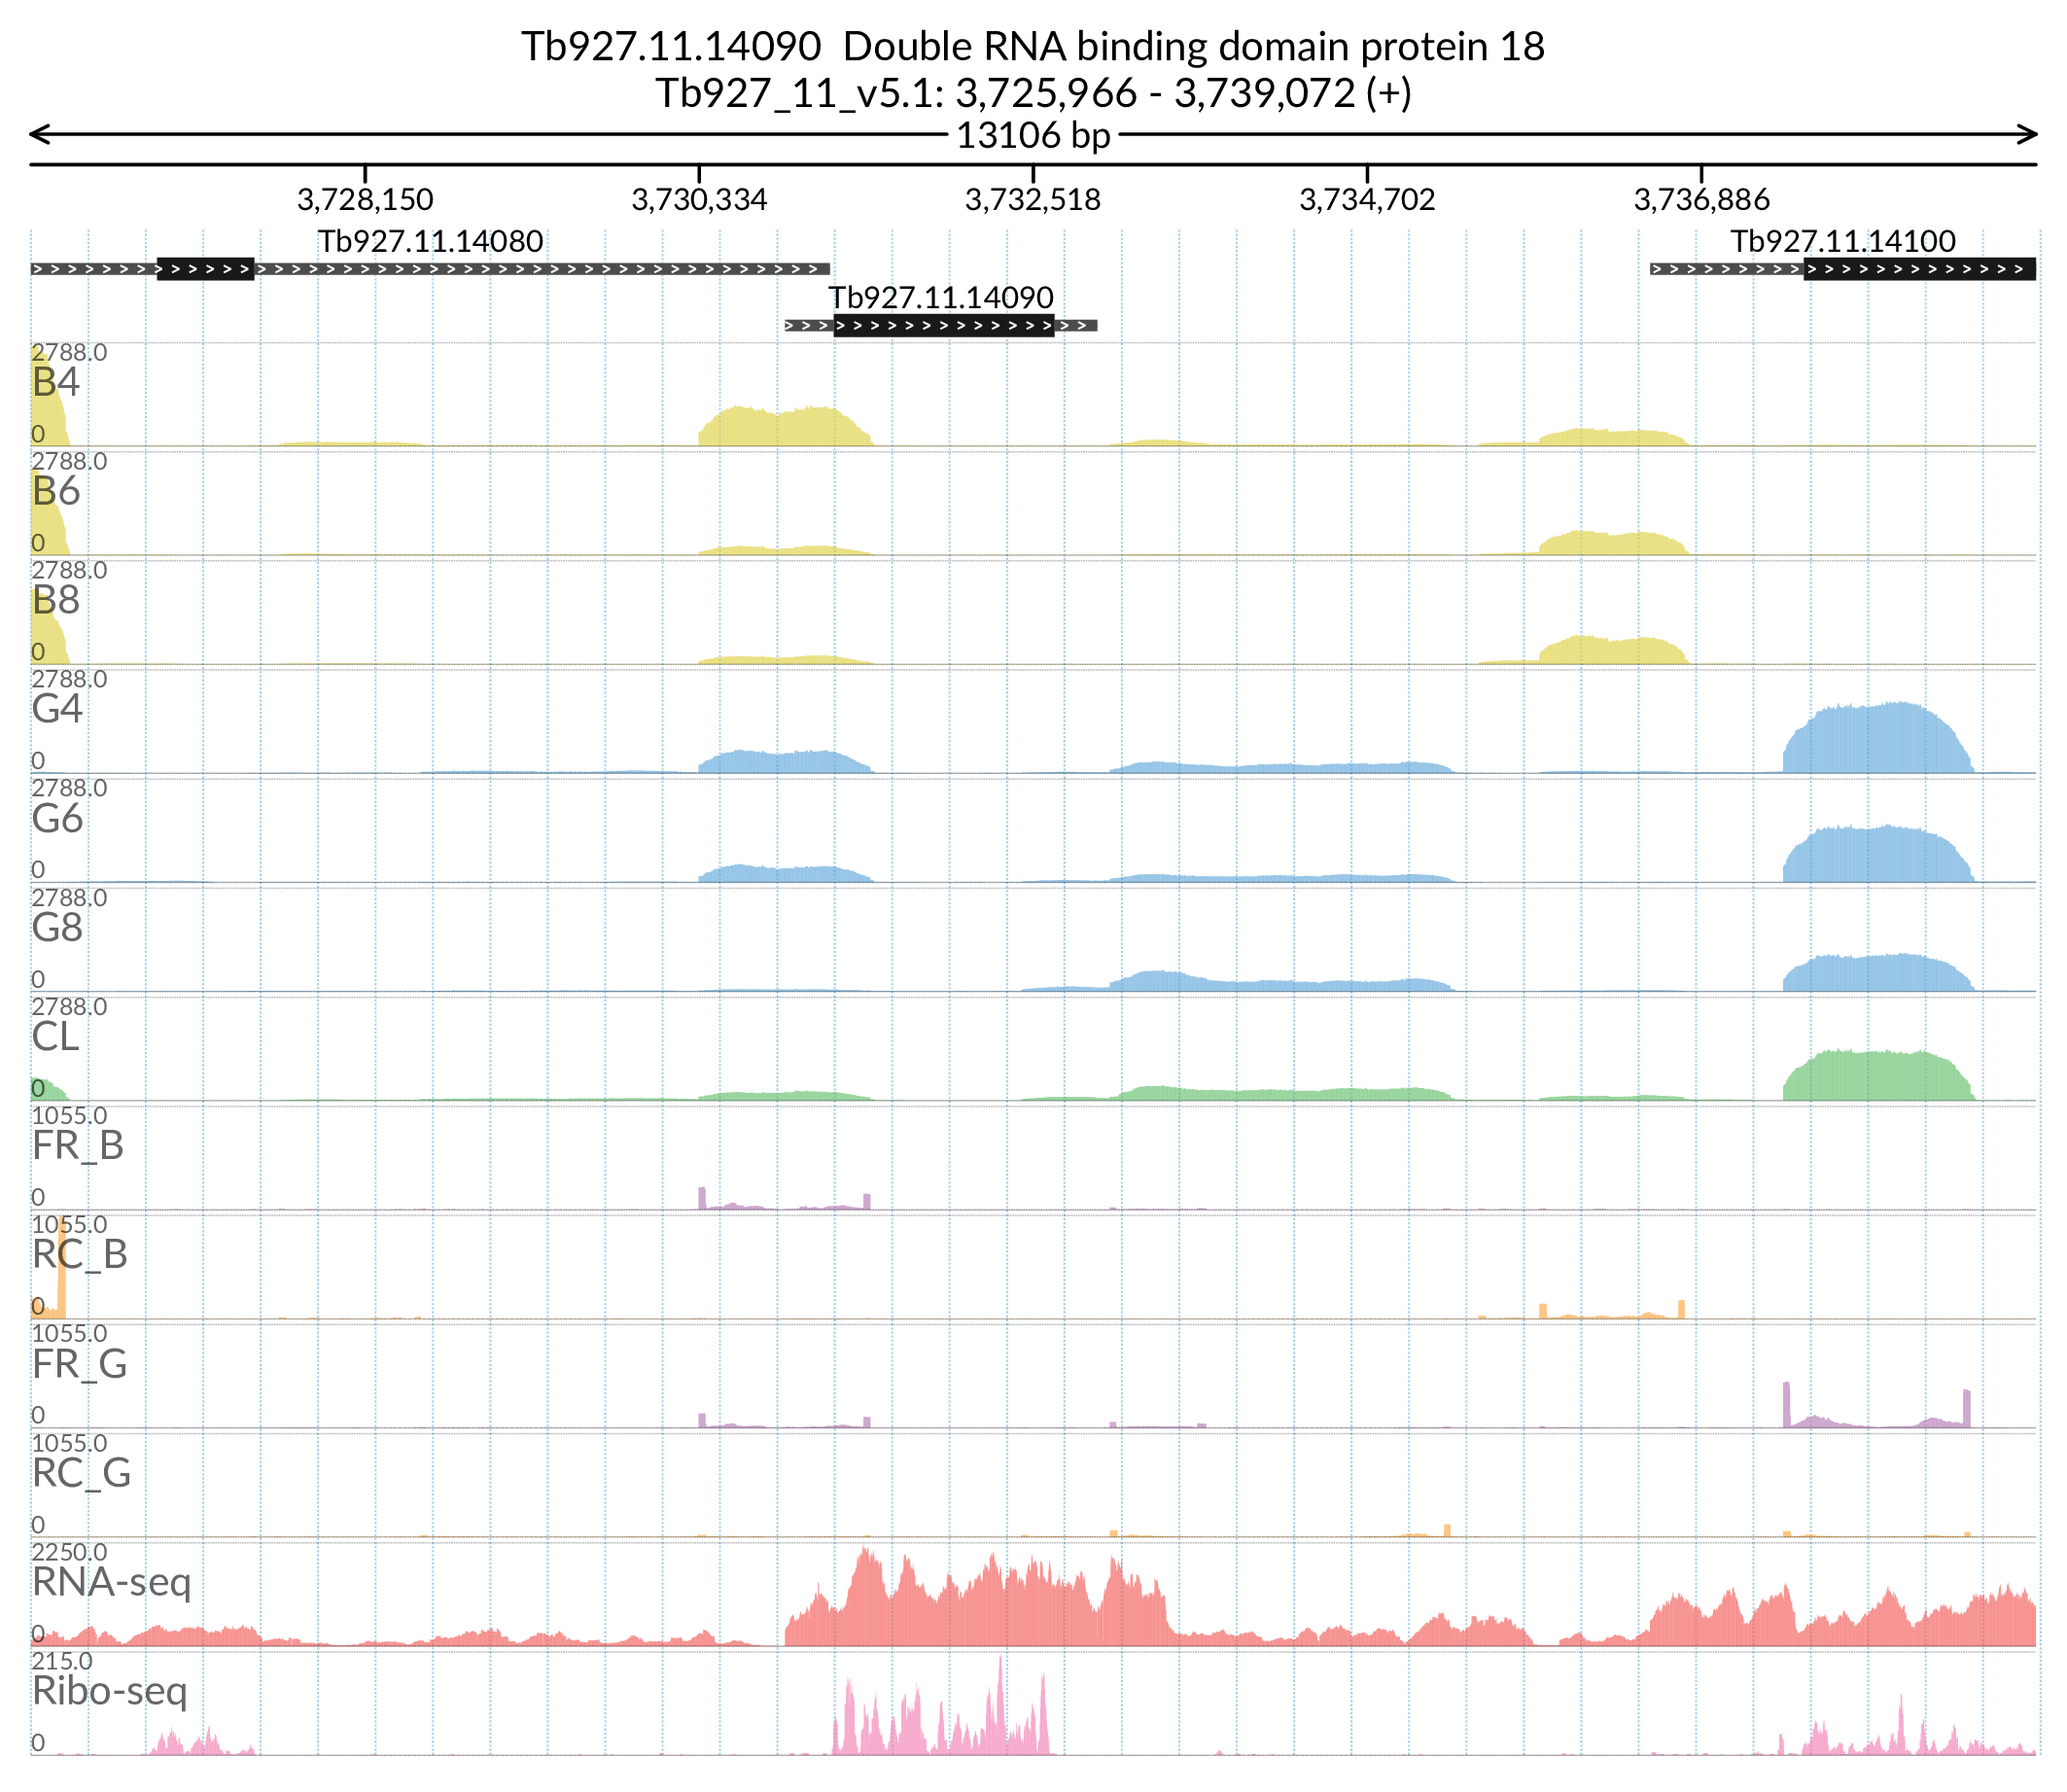 Tb927.11.14090  Double RNA binding domain protein 18
Tb927_11_v5.1: 3,725,966 - 3,739,072 (+)
13106 bp
3,728,150 3,730,334 3,732,518 3,734,702 3,736,886
Tb927.11.14080 Tb927.11.14100
Tb927.11.14090
2788.0
B4
0
2788.0
B6
0
2788.0
B8
0
2788.0
G4
0
2788.0
G6
0
2788.0
G8
0
2788.0
CL
0
1055.0
FR_B
0
1055.0
RC_B
0
1055.0
FR_G
0
1055.0
RC_G
0
2250.0
RNA-seq
0
215.0
Ribo-seq
0